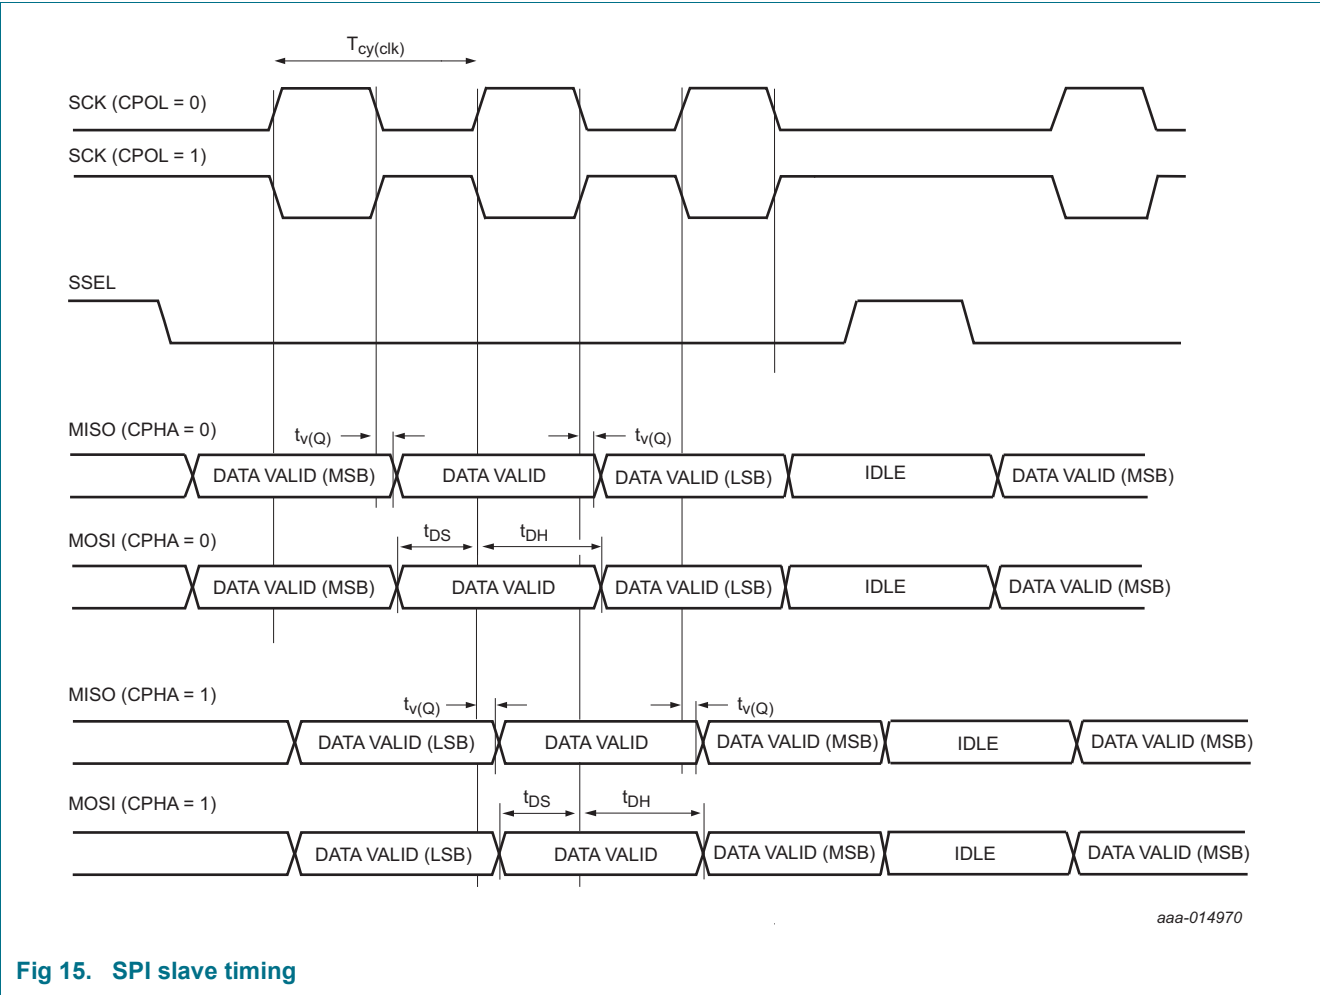 Tcy(clk)
SCK (CPOL = 0)
SCK (CPOL = 1)
SSEL
MISO (CPHA = 0)
tv(Q) tv(Q)
DATA VALID (MSB) DATA VALID DATA VALID (LSB) IDLE DATA VALID (MSB)
tDS tDH
MOSI (CPHA = 0)
DATA VALID (MSB) DATA VALID DATA VALID (LSB) IDLE DATA VALID (MSB)
MISO (CPHA = 1)
tv(Q) tv(Q)
DATA VALID (LSB) DATA VALID DATA VALID (MSB) IDLE DATA VALID (MSB)
tDS tDH
MOSI (CPHA = 1)
DATA VALID (LSB) DATA VALID DATA VALID (MSB) IDLE DATA VALID (MSB)
aaa-014970
Fig 15. SPI slave timing